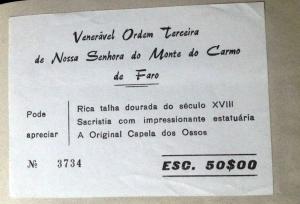 Venerável Ordem Terceira
de Nossa Senhora do Monte do Carmo
de Faro
Pode apreciar
Rica talha dourada do século XVIII
Sacristia com impressionante estatuária
A Original Capela dos Ossos
№ 3734
ESC. 50$00